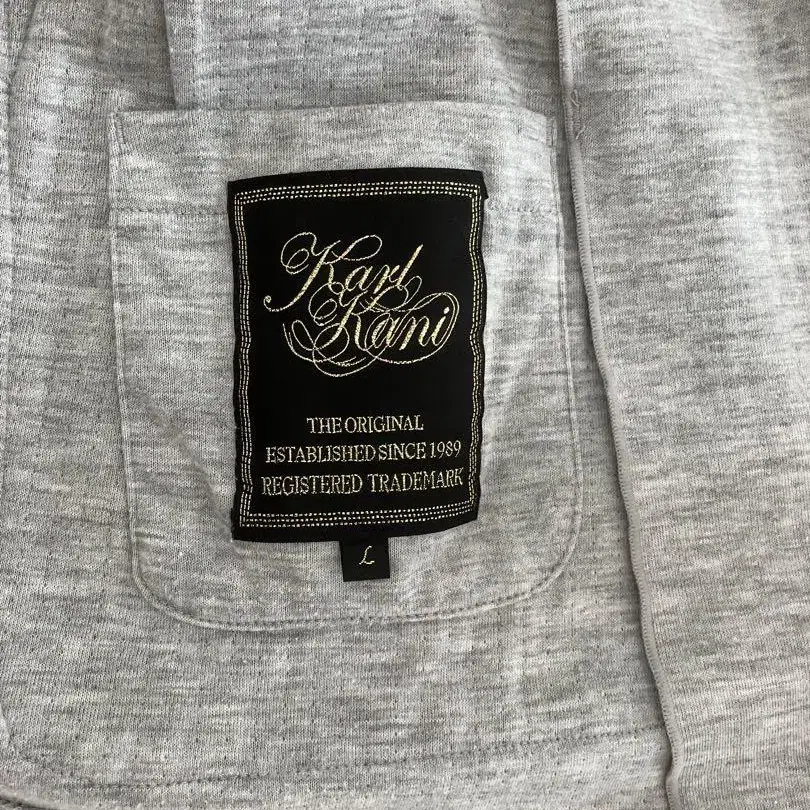 Karl
Kani
THE ORIGINAL
ESTABLISHED SINCE 1989
REGISTERED TRADEMARK
L